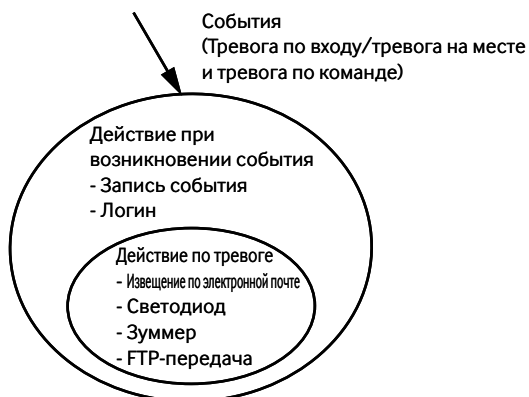 События
(Тревога по входу/тревога на месте
и тревога по команде)
Действие при
возникновении события
- Запись события
- Логин
Действие по тревоге
- Извещение по электронной почте
- Светодиод
- Зуммер
- FTP-передача